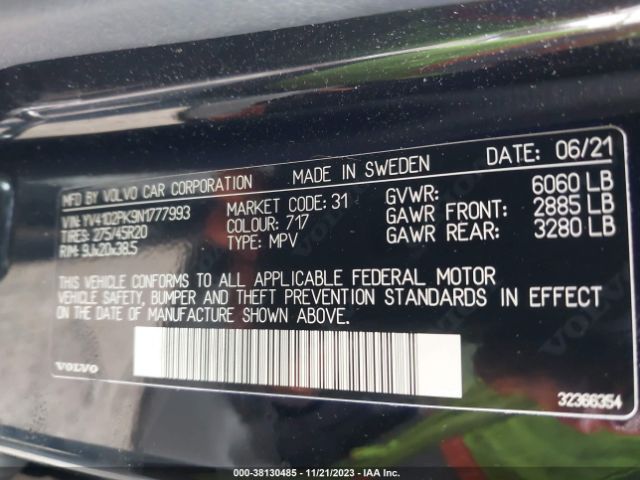 MADE IN SWEDEN DATE: 06/21
MFD BY VOLVO CAR CORPORATION
VIN: YV4102PK9N1777993 MARKET CODE: 31 GVWR: 6060 LB
TIRES: 275/45R20 COLOUR: 717 GAWR FRONT: 2885 LB
RIM: 9Jx20x38.5 TYPE: MPV GAWR REAR: 3280 LB
THIS VEHICLE CONFORMS TO ALL APPLICABLE FEDERAL MOTOR
VEHICLE SAFETY, BUMPER AND THEFT PREVENTION STANDARDS IN EFFECT
ON THE DATE OF MANUFACTURE SHOWN ABOVE.
VOLVO
32366354
000-38130485 - 11/21/2023 - IAA Inc.